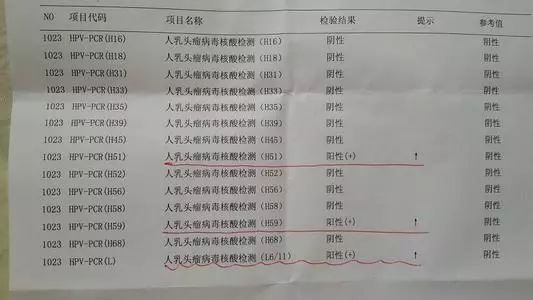 NO 项目代码 项目名称 检验结果 提示 参考值
1023 HPV-PCR(H16) 人乳头瘤病毒核酸检测(H16) 阴性 阴性
1023 HPV-PCR(H18) 人乳头瘤病毒核酸检测(H18) 阴性 阴性
1023 HPV-PCR(H31) 人乳头瘤病毒核酸检测(H31) 阴性 阴性
1023 HPV-PCR(H33) 人乳头瘤病毒核酸检测(H33) 阴性 阴性
1023 HPV-PCR(H35) 人乳头瘤病毒核酸检测(H35) 阴性 阴性
1023 HPV-PCR(H39) 人乳头瘤病毒核酸检测(H39) 阴性 阴性
1023 HPV-PCR(H45) 人乳头瘤病毒核酸检测(H45) 阴性 阴性
1023 HPV-PCR(H51) 人乳头瘤病毒核酸检测(H51) 阳性(+) ↑ 阴性
1023 HPV-PCR(H52) 人乳头瘤病毒核酸检测(H52) 阴性 阴性
1023 HPV-PCR(H56) 人乳头瘤病毒核酸检测(H56) 阴性 阴性
1023 HPV-PCR(H58) 人乳头瘤病毒核酸检测(H58) 阴性 阴性
1023 HPV-PCR(H59) 人乳头瘤病毒核酸检测(H59) 阳性(+) ↑ 阴性
1023 HPV-PCR(H68) 人乳头瘤病毒核酸检测(H68) 阴性 阴性
1023 HPV-PCR(L) 人乳头瘤病毒核酸检测(L6/11) 阳性(+) ↑ 阴性